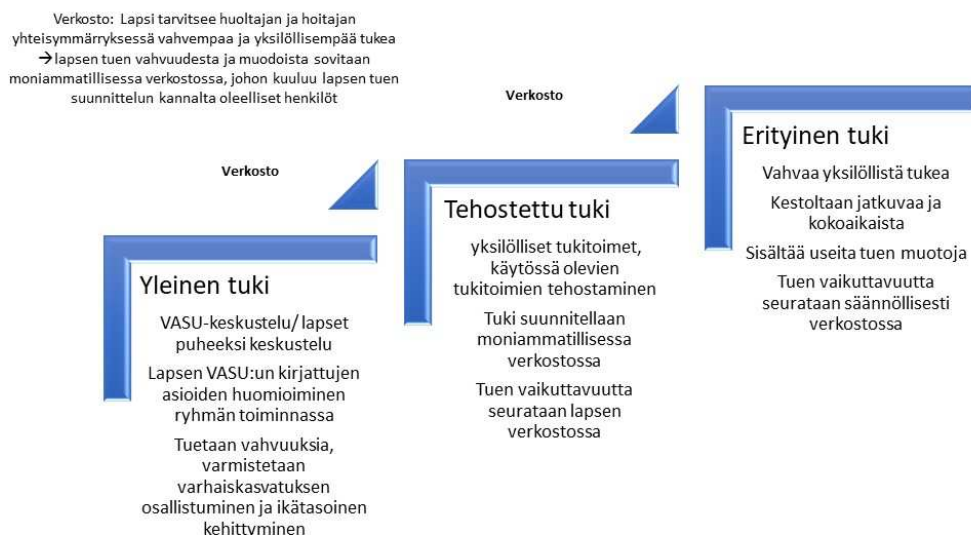 Verkosto: Lapsi tarvitsee huoltajan ja hoitajan
yhteisymmärryksessä vahvempaa ja yksilöllisempää tukea
→lapsen tuen vahvuudesta ja muodoista sovitaan
moniammatillisessa verkostossa, johon kuuluu lapsen tuen
suunnittelun kannalta oleelliset henkilöt
Verkosto
Yleinen tuki
VASU-keskustelu/ lapset
puheeksi keskustelu
Lapsen VASU:un kirjattujen
asioiden huomioiminen
ryhmän toiminnassa
Tuetaan vahvuuksia,
varmistetaan
varhaiskasvatuksen
osallistuminen ja ikätasoinen
kehittyminen
Verkosto
Tehostettu tuki
yksilölliset tukitoimet,
käytössä olevien
tukitoimien tehostaminen
Tuki suunnitellaan
moniammatillisessa
verkostossa
Tuen vaikuttavuutta
seurataan lapsen
verkostossa
Erityinen tuki
Vahvaa yksilöllistä tukea
Kestoltaan jatkuvaa ja
kokoaikaista
Sisältää useita tuen muotoja
Tuen vaikuttavuutta
seurataan säännöllisesti
verkostossa